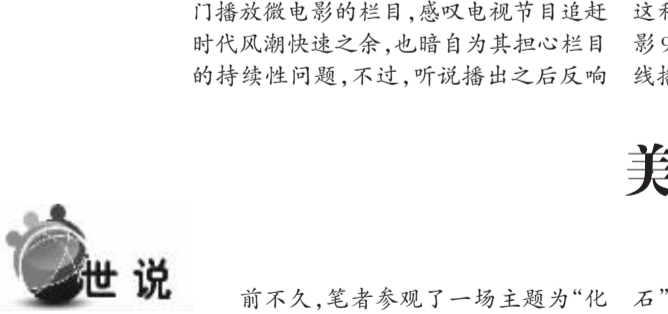 门播放微电影的栏目,感叹电视节目追赶
时代风潮快速之余,也暗自为其担心栏目
的持续性问题,不过,听说播出之后反响
这
影9
线
美
世说
前不久,笔者参观了一场主题为“化
石”